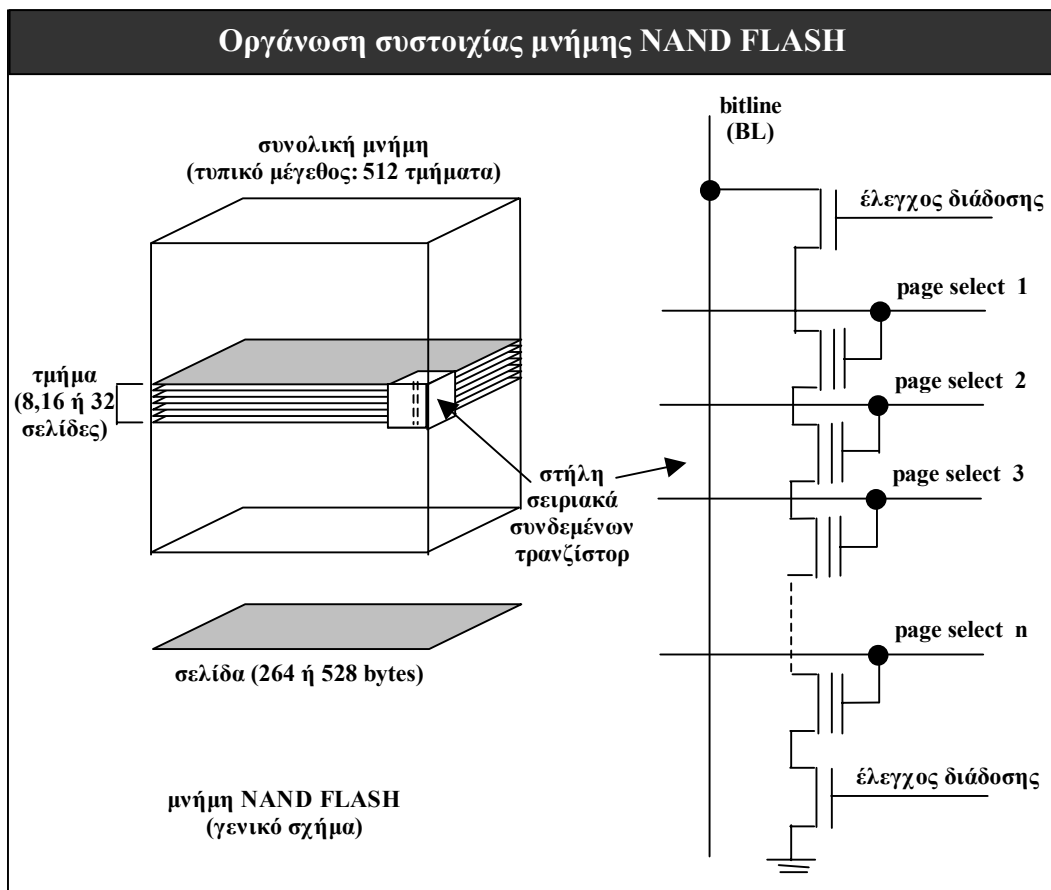 Οργάνωση συστοιχίας μνήμης NAND FLASH
συνολική μνήμη
(τυπικό μέγεθος: 512 τμήματα)
τμήμα
(8,16 ή 32
σελίδες)
στήλη
σειριακά
συνδεμένων
τρανζίστορ
σελίδα (264 ή 528 bytes)
μνήμη NAND FLASH
(γενικό σχήμα)
bitline
(BL)
έλεγχος διάδοσης
page select 1
page select 2
page select 3
page select n
έλεγχος διάδοσης